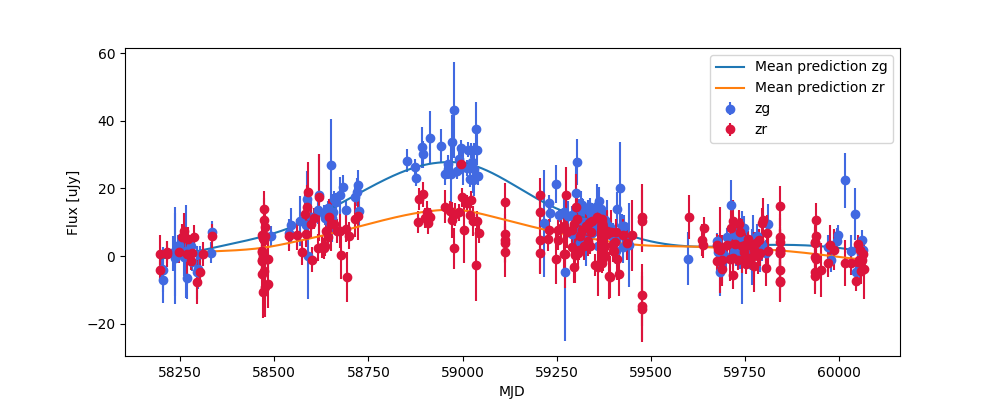 60
40
20
0
−20
Flux [uJy]
58250 58500 58750 59000 59250 59500 59750 60000
MJD
Mean prediction zg
Mean prediction zr
zg
zr